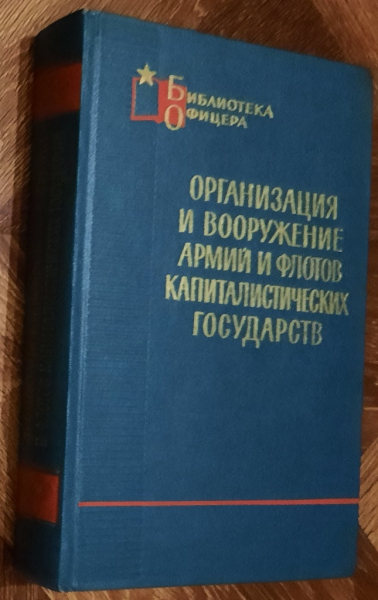 Библиотека
Офицера
ОРГАНИЗАЦИЯ
И ВООРУЖЕНИЕ
АРМИЙ И ФЛОТОВ
КАПИТАЛИСТИЧЕСКИХ
ГОСУДАРСТВ